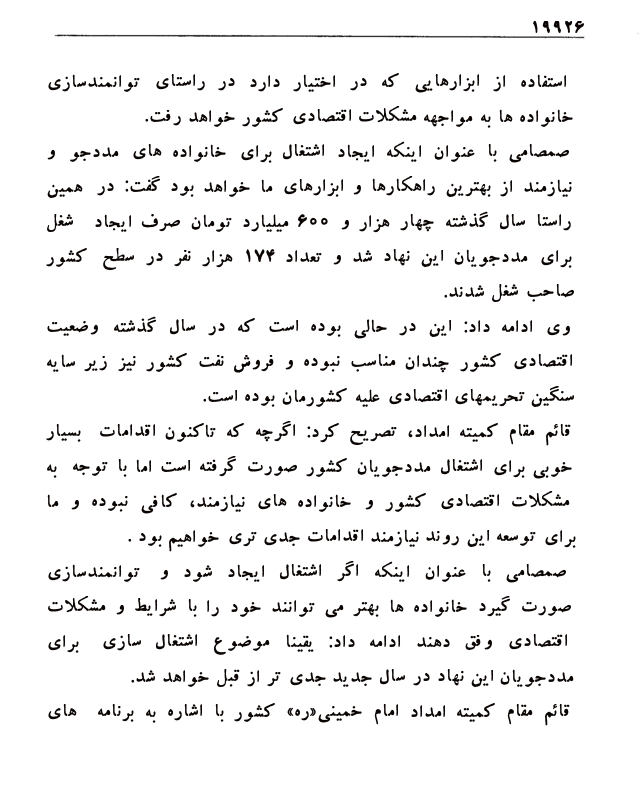 ۱۹۹۲۶
استفاده از ابزارهایی که در اختیار دارد در راستای توانمندسازی
خانواده ها به مواجهه مشکلات اقتصادی کشور خواهد رفت.
صمصامی با عنوان اینکه ایجاد اشتغال برای خانواده های مددجو و
نیازمند از بهترین راهکارها و ابزارهای ما خواهد بود گفت: در همین
راستا سال گذشته چهار هزار و ۶۰۰ میلیارد تومان صرف ایجاد شغل
برای مددجویان این نهاد شد و تعداد ۱۷۴ هزار نفر در سطح کشور
صاحب شغل شدند.
وی ادامه داد: این در حالی بوده است که در سال گذشته وضعیت
اقتصادی کشور چندان مناسب نبوده و فروش نفت کشور نیز زیر سایه
سنگین تحریمهای اقتصادی علیه کشورمان بوده است.
قائم مقام کمیته امداد، تصریح کرد: اگرچه که تاکنون اقدامات بسیار
خوبی برای اشتغال مددجویان کشور صورت گرفته است اما با توجه به
مشکلات اقتصادی کشور و خانواده های نیازمند، کافی نبوده و ما
برای توسعه این روند نیازمند اقدامات جدی تری خواهیم بود .
صمصامی با عنوان اینکه اگر اشتغال ایجاد شود و توانمندسازی
صورت گیرد خانواده ها بهتر می توانند خود را با شرایط و مشکلات
اقتصادی وفق دهند ادامه داد: یقینا موضوع اشتغال سازی برای
مددجویان این نهاد در سال جدید جدی تر از قبل خواهد شد.
قائم مقام کمیته امداد امام خمینی«ره» کشور با اشاره به برنامه های